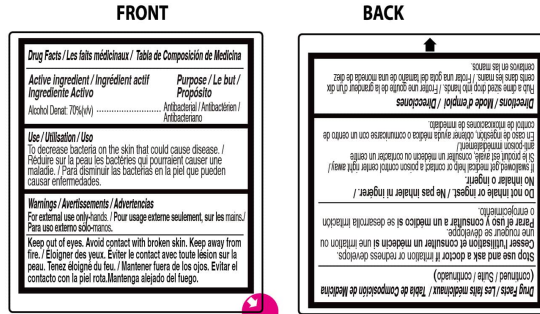 FRONT
Drug Facts / Les faits médicinaux / Tabla de Composición de Medicina
Active ingredient / Ingrédient actif
Ingrediente Activo
Purpose / Le but /
Propósito
Alcohol Denat: 70%(v/v) ........................ Antibacterial / Antibactérien /
Antibacteriano
Use / Utilisation / Uso
To decrease bacteria on the skin that could cause disease. /
Réduire sur la peau les bactéries qui pourraient causer une
maladie. / Para disminuir las bacterias en la piel que pueden
causar enfermedades.
Warnings / Avertissements / Advertencias
For external use only-hands. / Pour usage externe seulement, sur les mains./
Para uso externo sólo-manos.
Keep out of eyes. Avoid contact with broken skin. Keep away from
fire. / Éloigner des yeux. Éviter le contact avec toute lésion sur la
peau. Tenez éloigné du feu. / Mantener fuera de los ojos. Evitar el
contacto con la piel rota.Mantenga alejado del fuego.
BACK
Drug Facts / Les faits médicinaux / Tabla de Composición de Medicina
(continued / Suite / continuado)
Stop use and ask a doctor if irritation or redness develops.
Cesser l'utilisation et consulter un médecin si une irritation ou
une rougeur se développe.
Parar el uso y consultar a un médico si se desarrolla irritación
o enrojecimiento.
Do not inhale or ingest. / Ne pas inhaler ni ingérer. /
No inhalar o ingerir.
If swallowed,get medical help or contact a poison control center right away./
Si le produit est avalé, consulter un médecin ou contacter un centre
anti-poison immédiatement./
En caso de ingestión, obtener ayuda médica o comunicarse con un centro de
control de intoxicaciones de inmediato.
Directions / Mode d'emploi / Direcciones
Rub a dime sized drop into hands. / Frotter une goutte de la grandeur d'un dix
cents dans les mains. / Frotar una gota del tamaño de una moneda de diez
centavos en las manos.